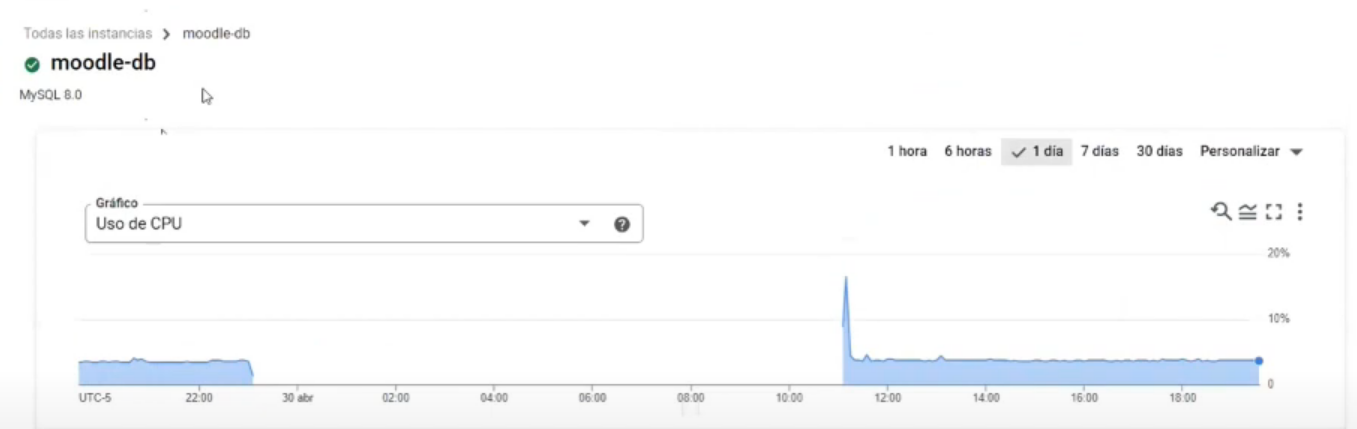 Todas las instancias > moodle-db
moodle-db
MySQL 8.0
1 hora 6 horas 1 día 7 días 30 días Personalizar
Gráfico
Uso de CPU
20%
10%
0
UTC-5 22:00 30 abr 02:00 04:00 06:00 08:00 10:00 12:00 14:00 16:00 18:00